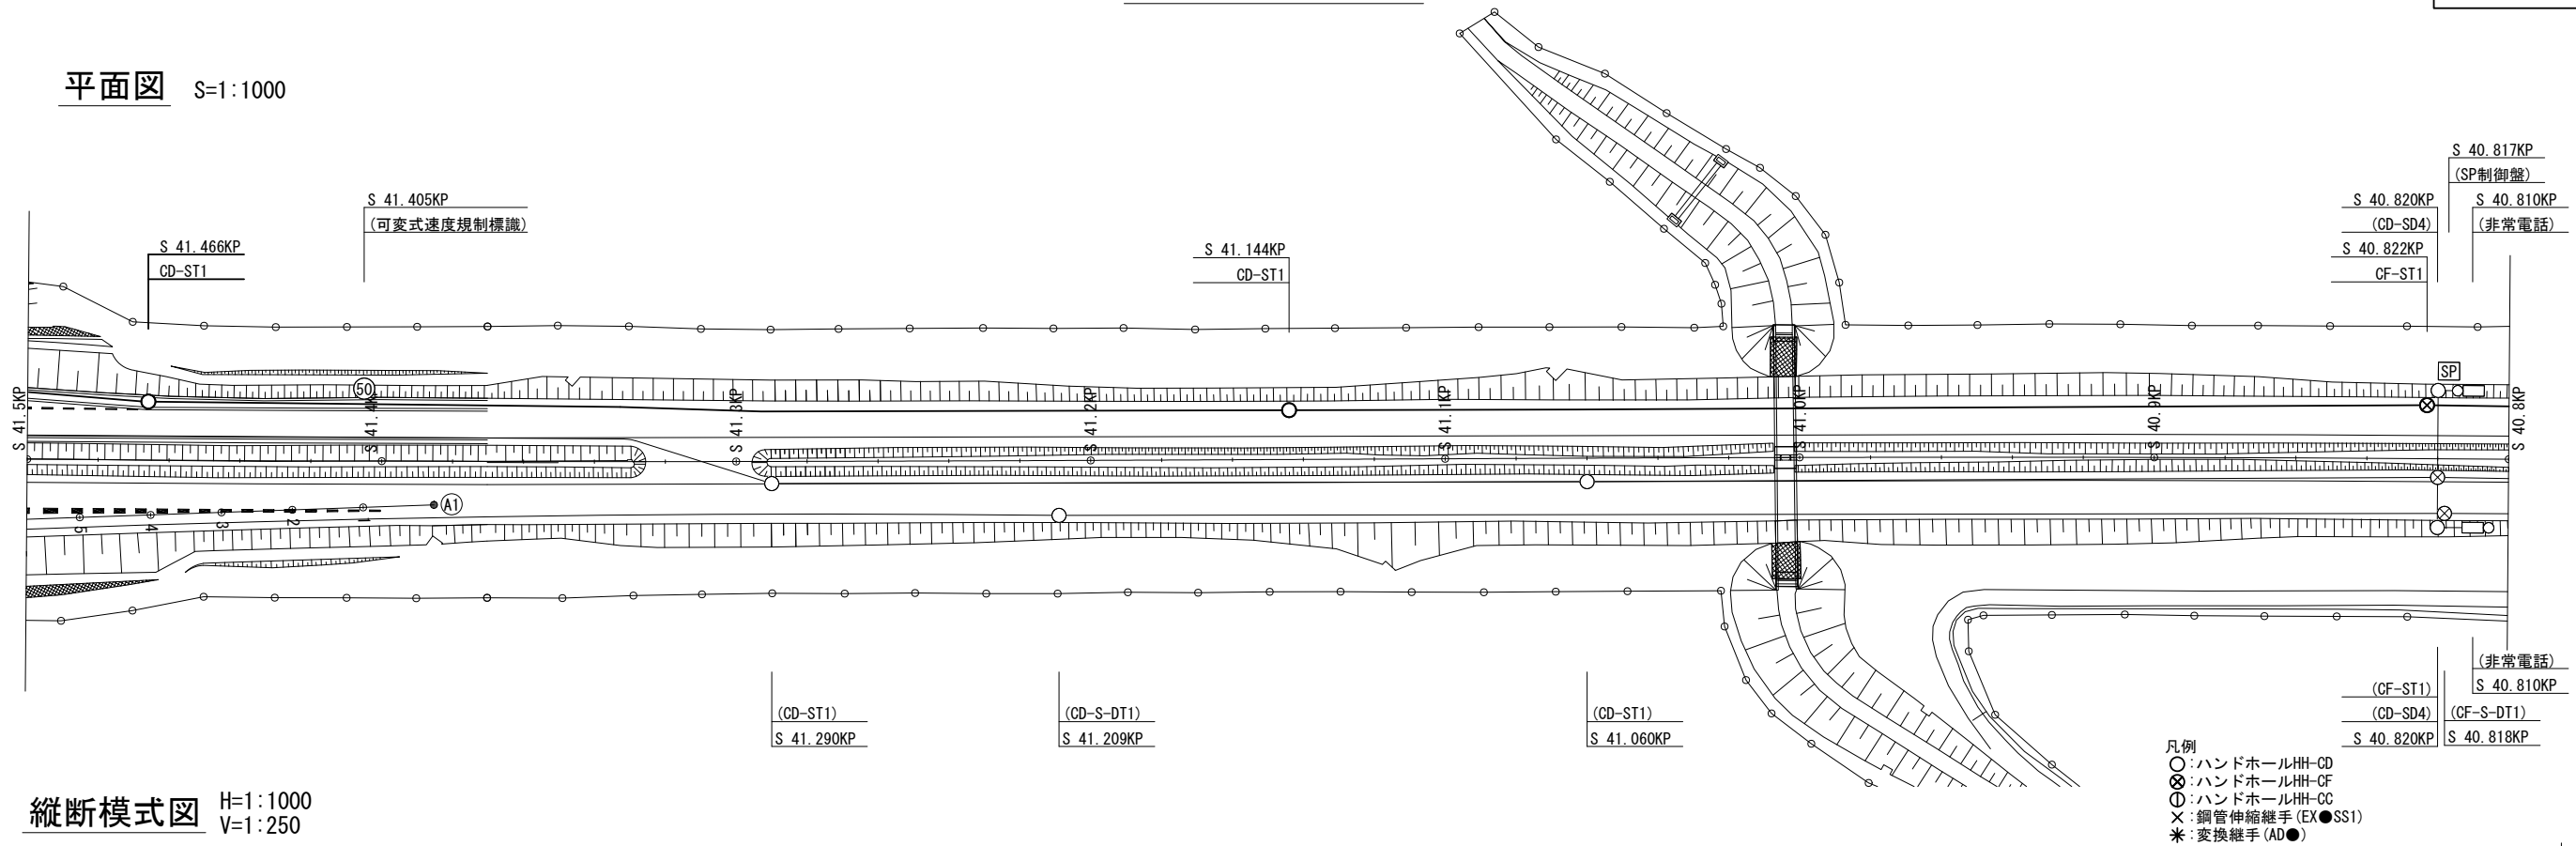 平面図 S=1:1000
S 40.817KP
(SP制御盤)
S 41.405KP
(可変式速度規制標識)
S 40.820KP
(CD-SD4)
S 40.810KP
(非常電話)
S 41.466KP
CD-ST1
S 41.144KP
CD-ST1
S 40.822KP
CF-ST1
SP
50
S 41.5KP
S 41.4KP
S 41.3KP
S 41.2KP
S 41.1KP
S 41.0KP
S 40.9KP
S 40.8KP
5
4
3
2
1
A1
(CD-ST1)
S 41.290KP
(CD-S-DT1)
S 41.209KP
(CD-ST1)
S 41.060KP
(非常電話)
S 40.810KP
(CF-ST1)
(CD-SD4)
S 40.820KP
(CF-S-DT1)
S 40.818KP
凡例
:ハンドホールHH-CD
:ハンドホールHH-CF
:ハンドホールHH-CC
:鋼管伸縮継手(EX●SS1)
:変換継手(AD●)
縦断模式図 H=1:1000
V=1:250